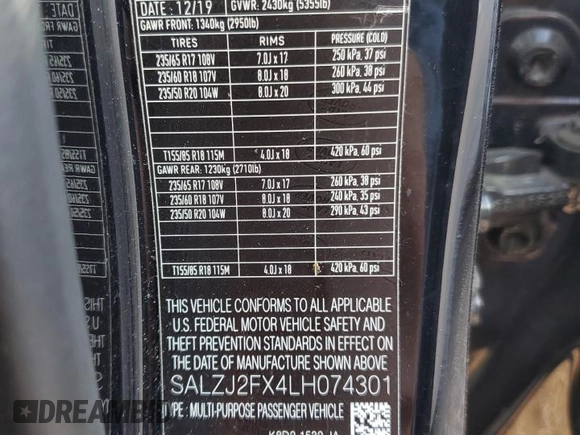 DATE: 12/19 GVWR: 2430kg (5355lb)
GAWR FRONT: 1340kg (2950lb)
TIRES RIMS PRESSURE (COLD)
235/65 R17 108V 7.0J x 17 250 kPa, 37 psi
235/60 R18 107V 8.0J x 18 260 kPa, 38 psi
235/50 R20 104W 8.0J x 20 300 kPa, 44 psi
T155/85 R18 115M 4.0J x 18 420 kPa, 60 psi
GAWR REAR: 1230kg (2710lb)
235/65 R17 108V 7.0J x 17 260 kPa, 38 psi
235/60 R18 107V 8.0J x 18 240 kPa, 35 psi
235/50 R20 104W 8.0J x 20 290 kPa, 43 psi
T155/85 R18 115M 4.0J x 18 420 kPa, 60 psi
THIS VEHICLE CONFORMS TO ALL APPLICABLE
U.S. FEDERAL MOTOR VEHICLE SAFETY AND
THEFT PREVENTION STANDARDS IN EFFECT ON
THE DATE OF MANUFACTURE SHOWN ABOVE
SALZJ2FX4LH074301
TYPE : MULTI-PURPOSE PASSENGER VEHICLE
DAMAGED
CARS.COM